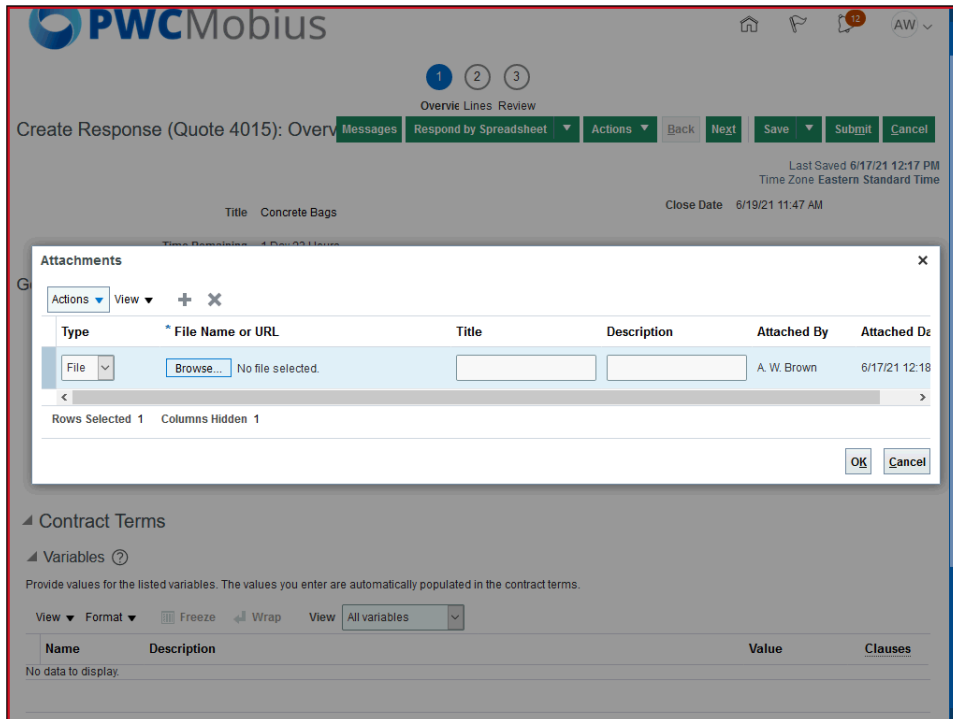 PWCMobius
12
AW
1 2 3
Overvie Lines Review
Create Response (Quote 4015): Overv Messages Respond by Spreadsheet Actions Back Next Save Submit Cancel
Last Saved 6/17/21 12:17 PM
Time Zone Eastern Standard Time
Title Concrete Bags
Close Date 6/19/21 11:47 AM
Time Remaining 1 Day 23 Hours
Attachments
Actions View
Type * File Name or URL Title Description Attached By Attached Da
File Browse... No file selected. A. W. Brown 6/17/21 12:18
Rows Selected 1 Columns Hidden 1
OK Cancel
Contract Terms
Variables ?
Provide values for the listed variables. The values you enter are automatically populated in the contract terms.
View Format Freeze Wrap View All variables
Name Description Value Clauses
No data to display.